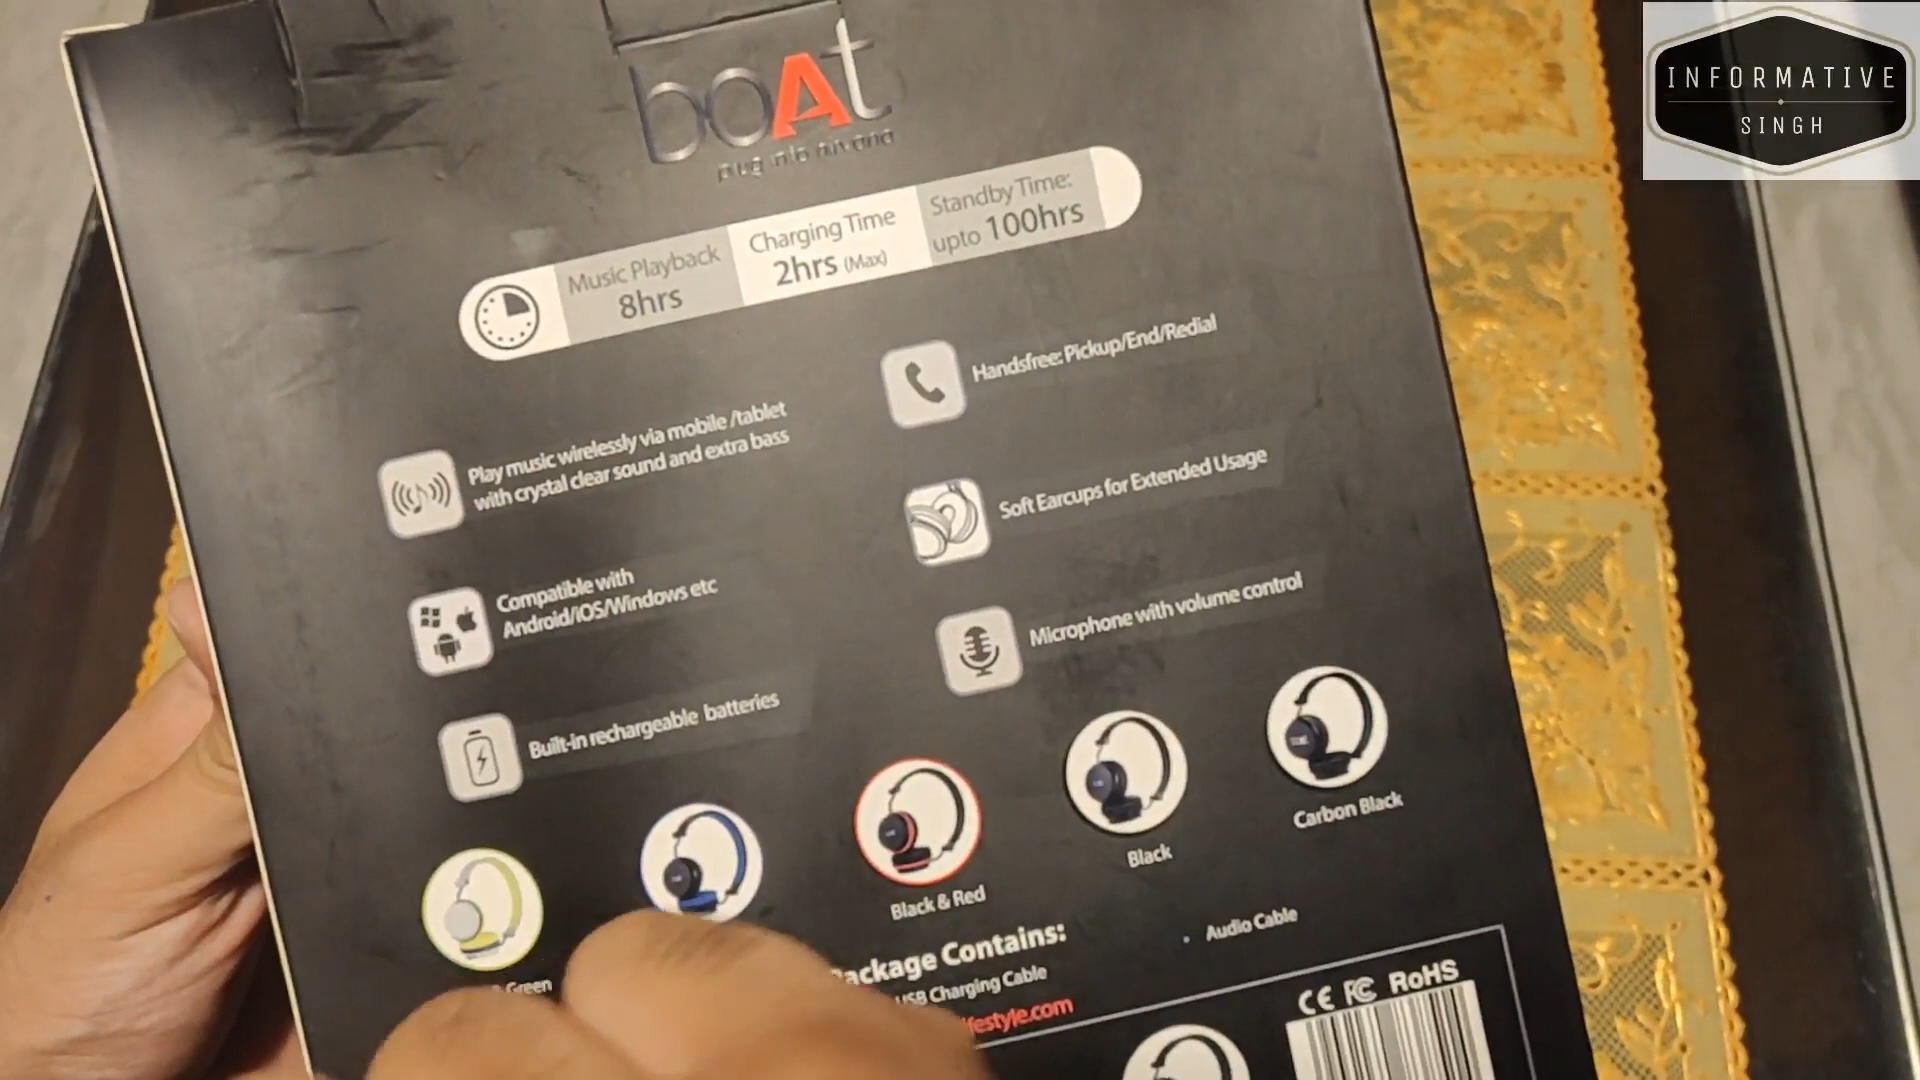 INFORMATIVE
SINGH
boAt
plug into nirvana
Music Playback
8hrs
Charging Time
2hrs (Max)
Standby Time:
upto 100hrs
Play music wirelessly via mobile /tablet
with crystal clear sound and extra bass
Compatible with
Android/iOS/Windows etc
Built-in rechargeable batteries
Handsfree: Pickup/End/Redial
Soft Earcups for Extended Usage
Microphone with volume control
Green
Black & Red
Black
Carbon Black
Package Contains:
USB Charging Cable
• Audio Cable
festyle.com
CE FC RoHS